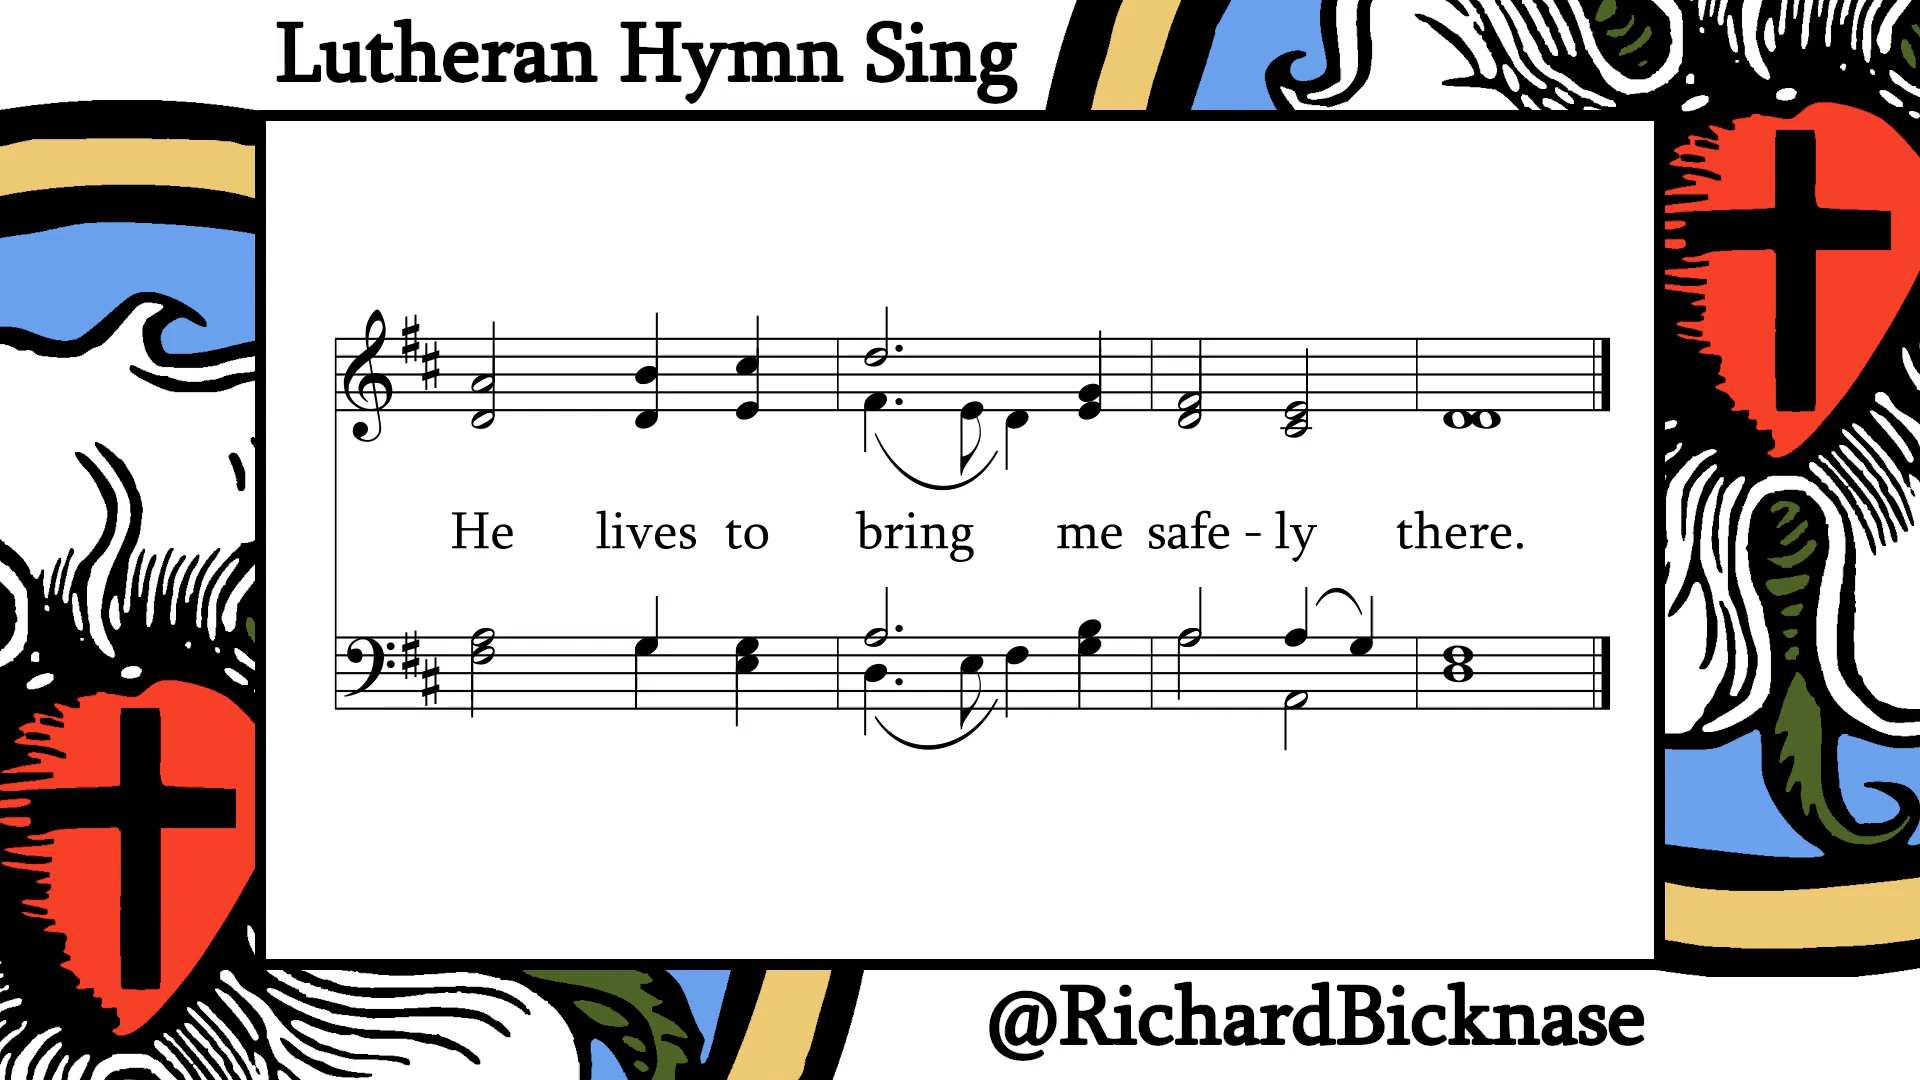 Lutheran Hymn Sing
He lives to bring me safe - ly there.
@RichardBicknase